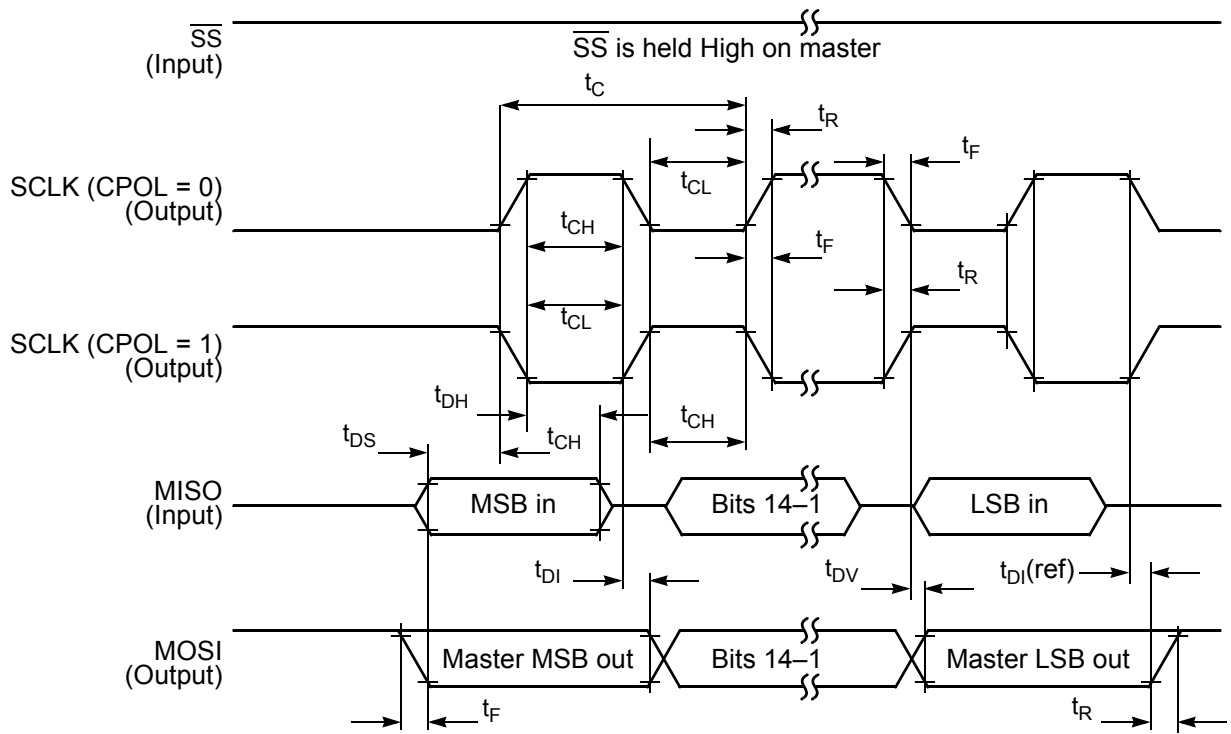 SS
(Input)
SS is held High on master
tC
tR
tF
SCLK (CPOL = 0)
(Output)
tCL
tCH
tF
tR
SCLK (CPOL = 1)
(Output)
tCL
tDH
tCH
tDS
tCH
MISO
(Input)
MSB in
Bits 14–1
LSB in
tDI
tDV
tDI(ref)
MOSI
(Output)
Master MSB out
Bits 14–1
Master LSB out
tF
tR